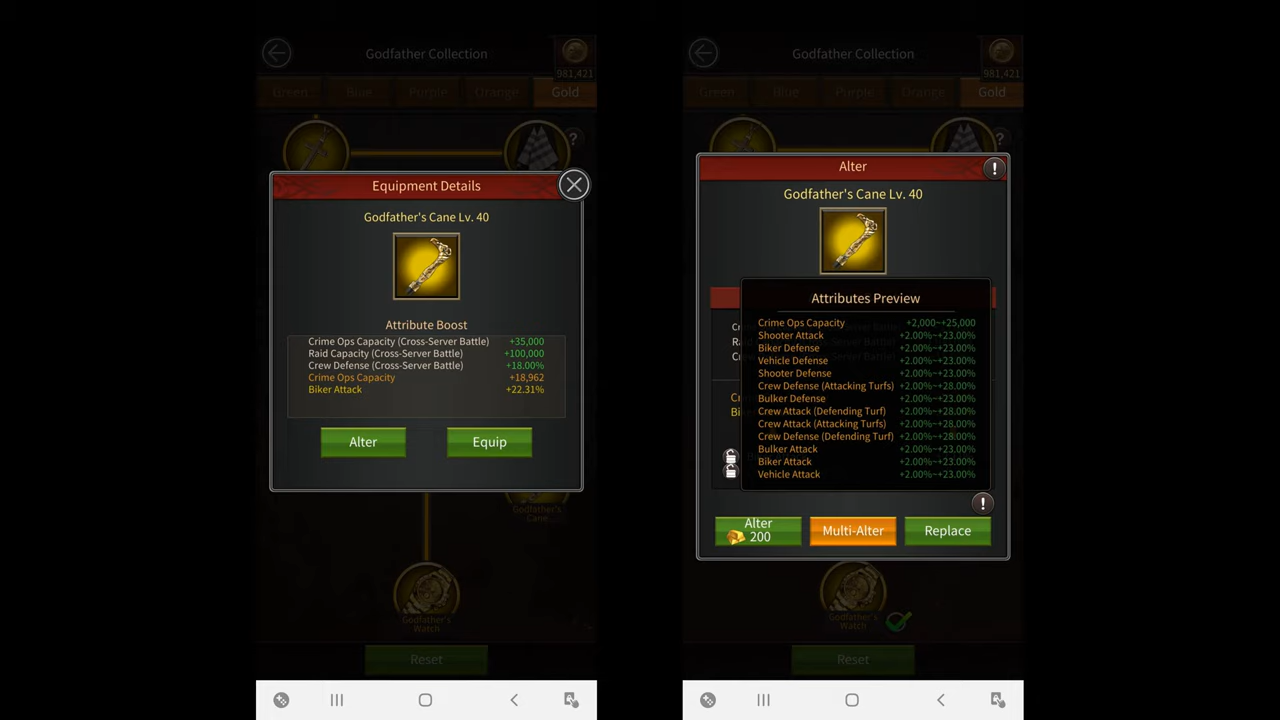 Godfather Collection
981,421
Green
Blue
Purple
Orange
Gold
?
Equipment Details
Godfather's Cane Lv. 40
Attribute Boost
Crime Ops Capacity (Cross-Server Battle) +35,000
Raid Capacity (Cross-Server Battle) +100,000
Crew Defense (Cross-Server Battle) +18.00%
Crime Ops Capacity +18,962
Biker Attack +22.31%
Alter
Equip
Godfather's
Cane
Godfather's
Watch
Reset
Godfather Collection
981,421
Green
Blue
Purple
Orange
Gold
?
Alter
!
Godfather's Cane Lv. 40
Attributes Preview
Crime Ops Capacity +2,000~+25,000
Shooter Attack +2.00%~+23.00%
Biker Defense +2.00%~+23.00%
Vehicle Defense +2.00%~+23.00%
Shooter Defense +2.00%~+23.00%
Crew Defense (Attacking Turfs) +2.00%~+28.00%
Bulker Defense +2.00%~+23.00%
Crew Attack (Defending Turf) +2.00%~+28.00%
Crew Attack (Attacking Turfs) +2.00%~+28.00%
Crew Defense (Defending Turf) +2.00%~+28.00%
Bulker Attack +2.00%~+23.00%
Biker Attack +2.00%~+23.00%
Vehicle Attack +2.00%~+23.00%
!
Alter
200
Multi-Alter
Replace
Godfather's
Watch
Reset